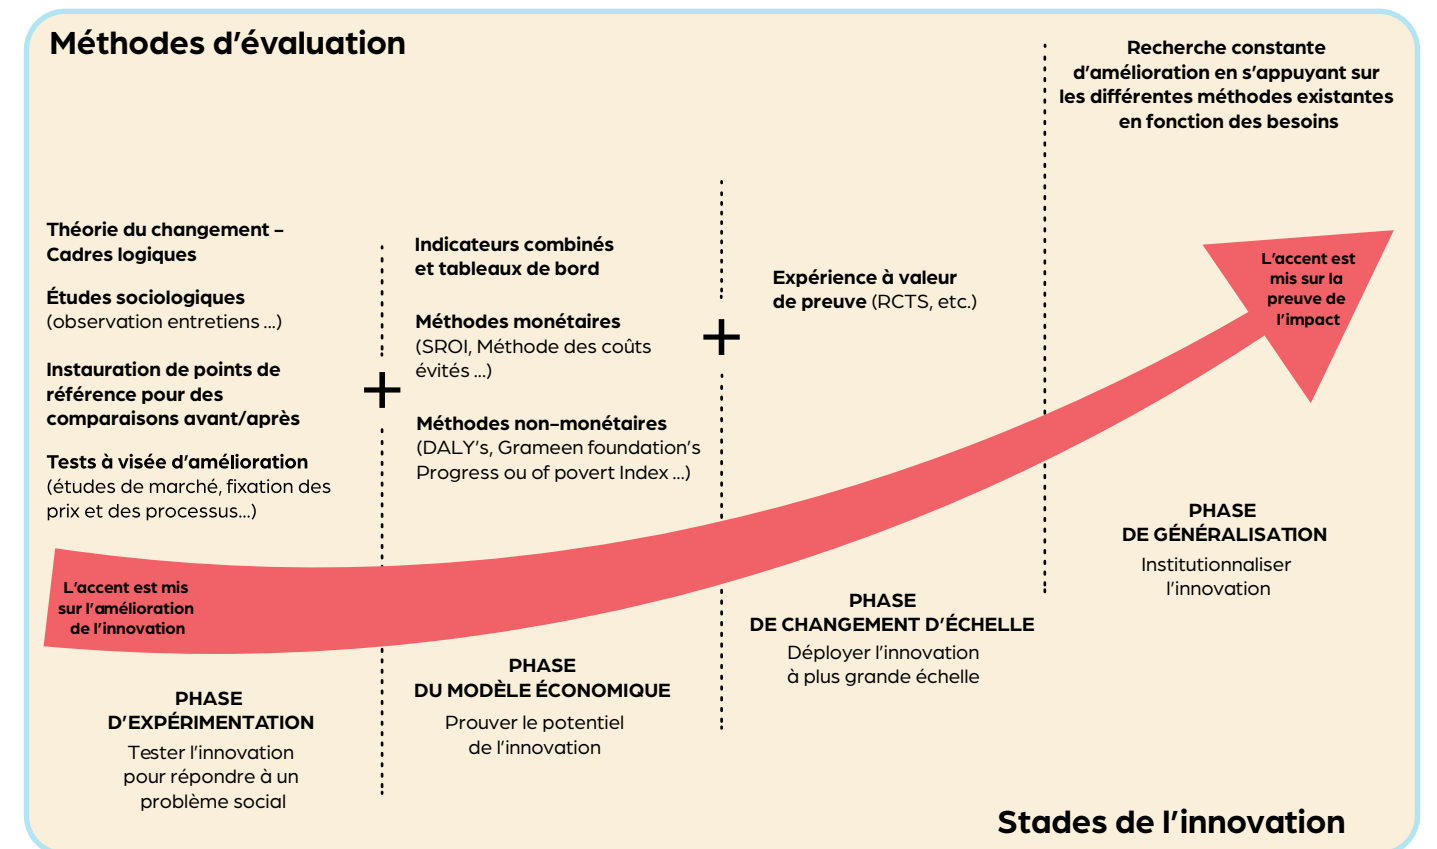 Méthodes d'évaluation
Théorie du changement -
Cadres logiques
Études sociologiques
(observation entretiens ...)
Instauration de points de
référence pour des
comparaisons avant/après
Tests à visée d'amélioration
(études de marché, fixation des
prix et des processus...)
+
Indicateurs combinés
et tableaux de bord
Méthodes monétaires
(SROI, Méthode des coûts
évités ...)
Méthodes non-monétaires
(DALY's, Grameen foundation's
Progress ou of povert Index ...)
+
Expérience à valeur
de preuve (RCTS, etc.)
Recherche constante
d'amélioration en s'appuyant sur
les différentes méthodes existantes
en fonction des besoins
L'accent est mis
sur l'amélioration
de l'innovation
L'accent est
mis sur la
preuve de
l'impact
PHASE
D'EXPÉRIMENTATION
Tester l'innovation
pour répondre à un
problème social
PHASE
DU MODÈLE ÉCONOMIQUE
Prouver le potentiel
de l'innovation
PHASE
DE CHANGEMENT D'ÉCHELLE
Déployer l'innovation
à plus grande échelle
PHASE
DE GÉNÉRALISATION
Institutionnaliser
l'innovation
Stades de l'innovation